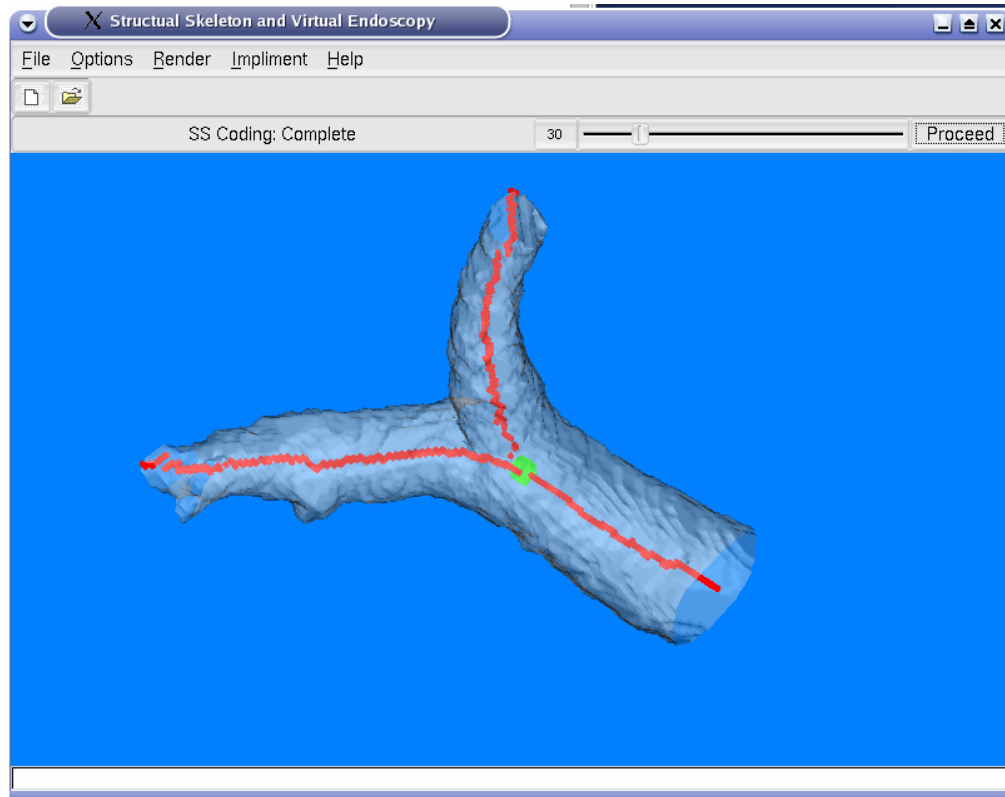 X Structual Skeleton and Virtual Endoscopy
File Options Render Impliment Help
SS Coding: Complete 30 Proceed